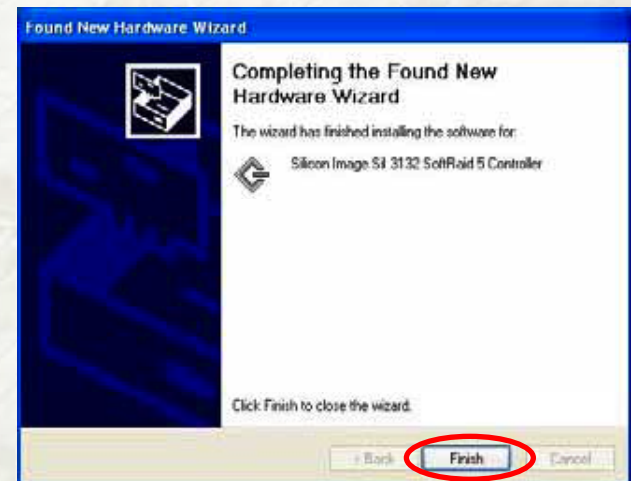 Found New Hardware Wizard
Completing the Found New
Hardware Wizard
The wizard has finished installing the software for:
Silicon Image SiI 3132 SoftRaid 5 Controller
Click Finish to close the wizard.
< Back
Finish
Cancel